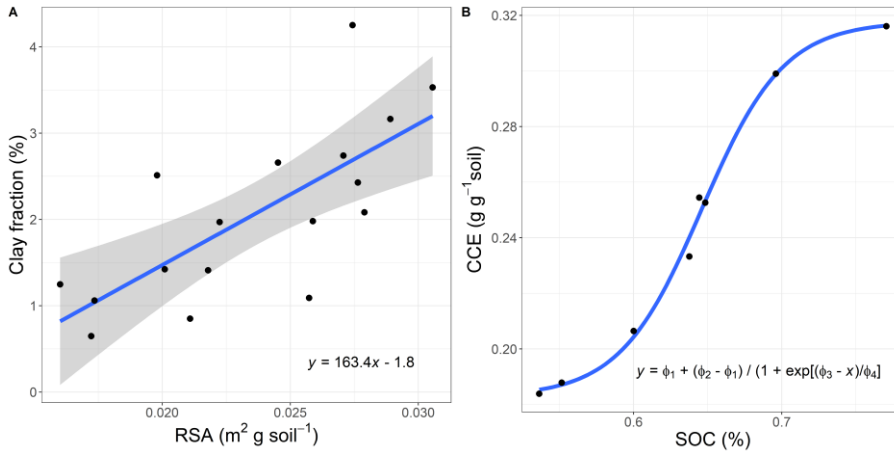 A
Clay fraction (%)
4
3
2
1
0
y = 163.4x - 1.8
0.020
0.025
0.030
RSA (m² g soil⁻¹)
B
CCE (g g⁻¹soil)
0.32
0.28
0.24
0.20
y = ϕ₁ + (ϕ₂ - ϕ₁) / (1 + exp[(ϕ₃ - x)/ϕ₄]
0.6
0.7
SOC (%)